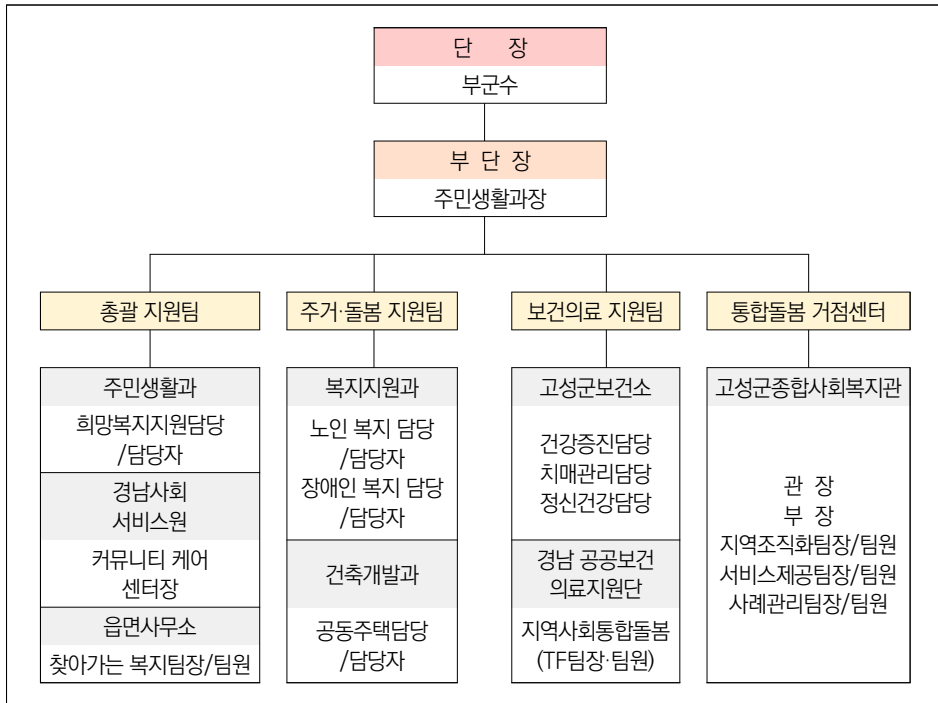 단 장
부군수
부 단 장
주민생활과장
총괄 지원팀
주민생활과
희망복지지원담당
/담당자
경남사회
서비스원
커뮤니티 케어
센터장
읍면사무소
찾아가는 복지팀장/팀원
주거·돌봄 지원팀
복지지원과
노인 복지 담당
/담당자
장애인 복지 담당
/담당자
건축개발과
공동주택담당
/담당자
보건의료 지원팀
고성군보건소
건강증진담당
치매관리담당
정신건강담당
경남 공공보건
의료지원단
지역사회통합돌봄
(TF팀장·팀원)
통합돌봄 거점센터
고성군종합사회복지관
관 장
부 장
지역조직화팀장/팀원
서비스제공팀장/팀원
사례관리팀장/팀원